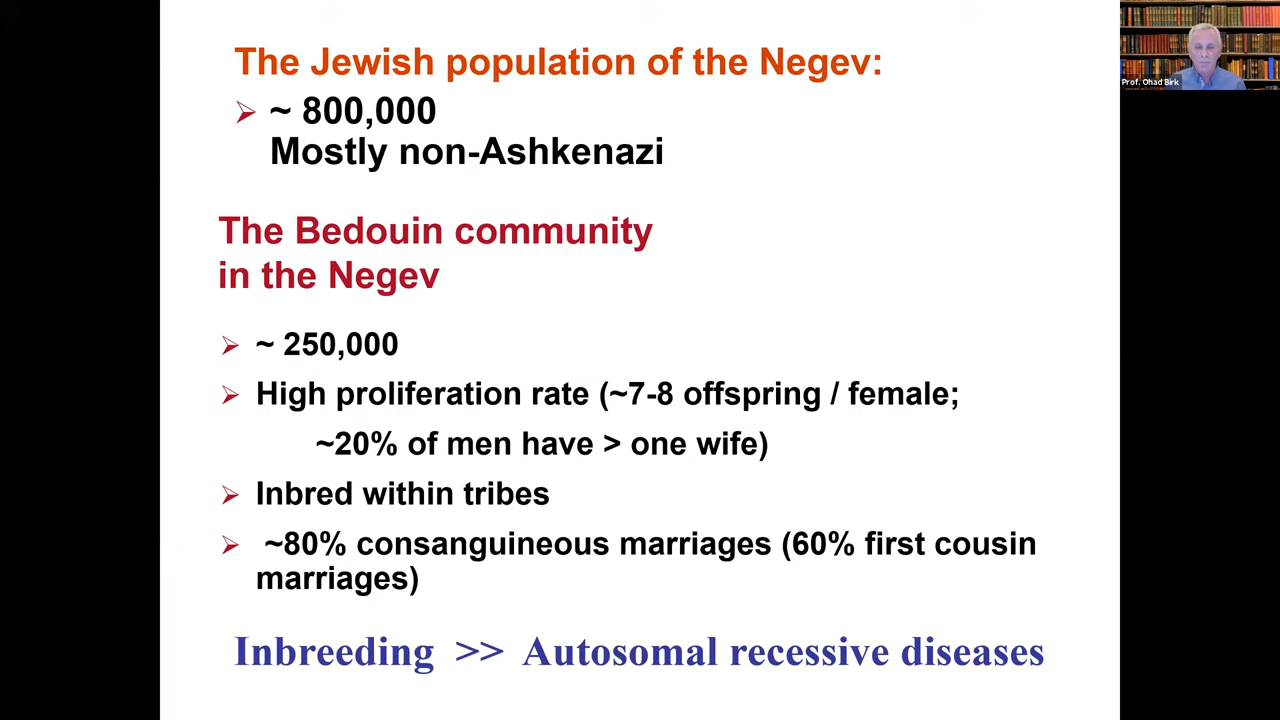 The Jewish population of the Negev:
~ 800,000
Mostly non-Ashkenazi
The Bedouin community
in the Negev
~ 250,000
High proliferation rate (~7-8 offspring / female;
~20% of men have > one wife)
Inbred within tribes
~80% consanguineous marriages (60% first cousin
marriages)
Inbreeding >> Autosomal recessive diseases
Prof. Ohad Birk